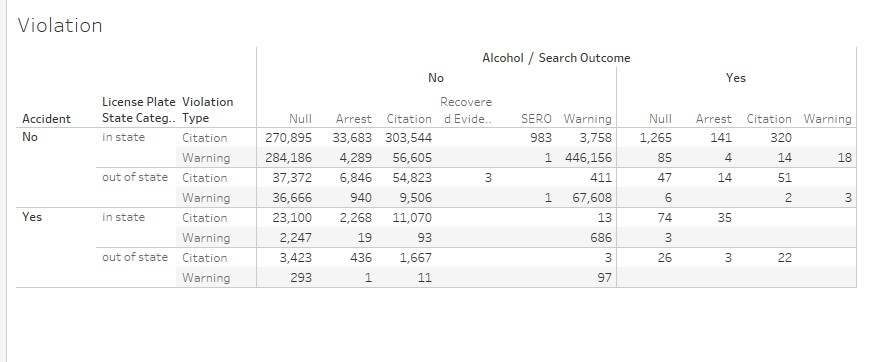 Violation
Alcohol / Search Outcome
No Yes
License Plate Violation Recovere
Accident State Categ.. Type Null Arrest Citation d Evide.. SERO Warning Null Arrest Citation Warning
No in state Citation 270,895 33,683 303,544 983 3,758 1,265 141 320
Warning 284,186 4,289 56,605 1 446,156 85 4 14 18
out of state Citation 37,372 6,846 54,823 3 411 47 14 51
Warning 36,666 940 9,506 1 67,608 6 2 3
Yes in state Citation 23,100 2,268 11,070 13 74 35
Warning 2,247 19 93 686 3
out of state Citation 3,423 436 1,667 3 26 3 22
Warning 293 1 11 97